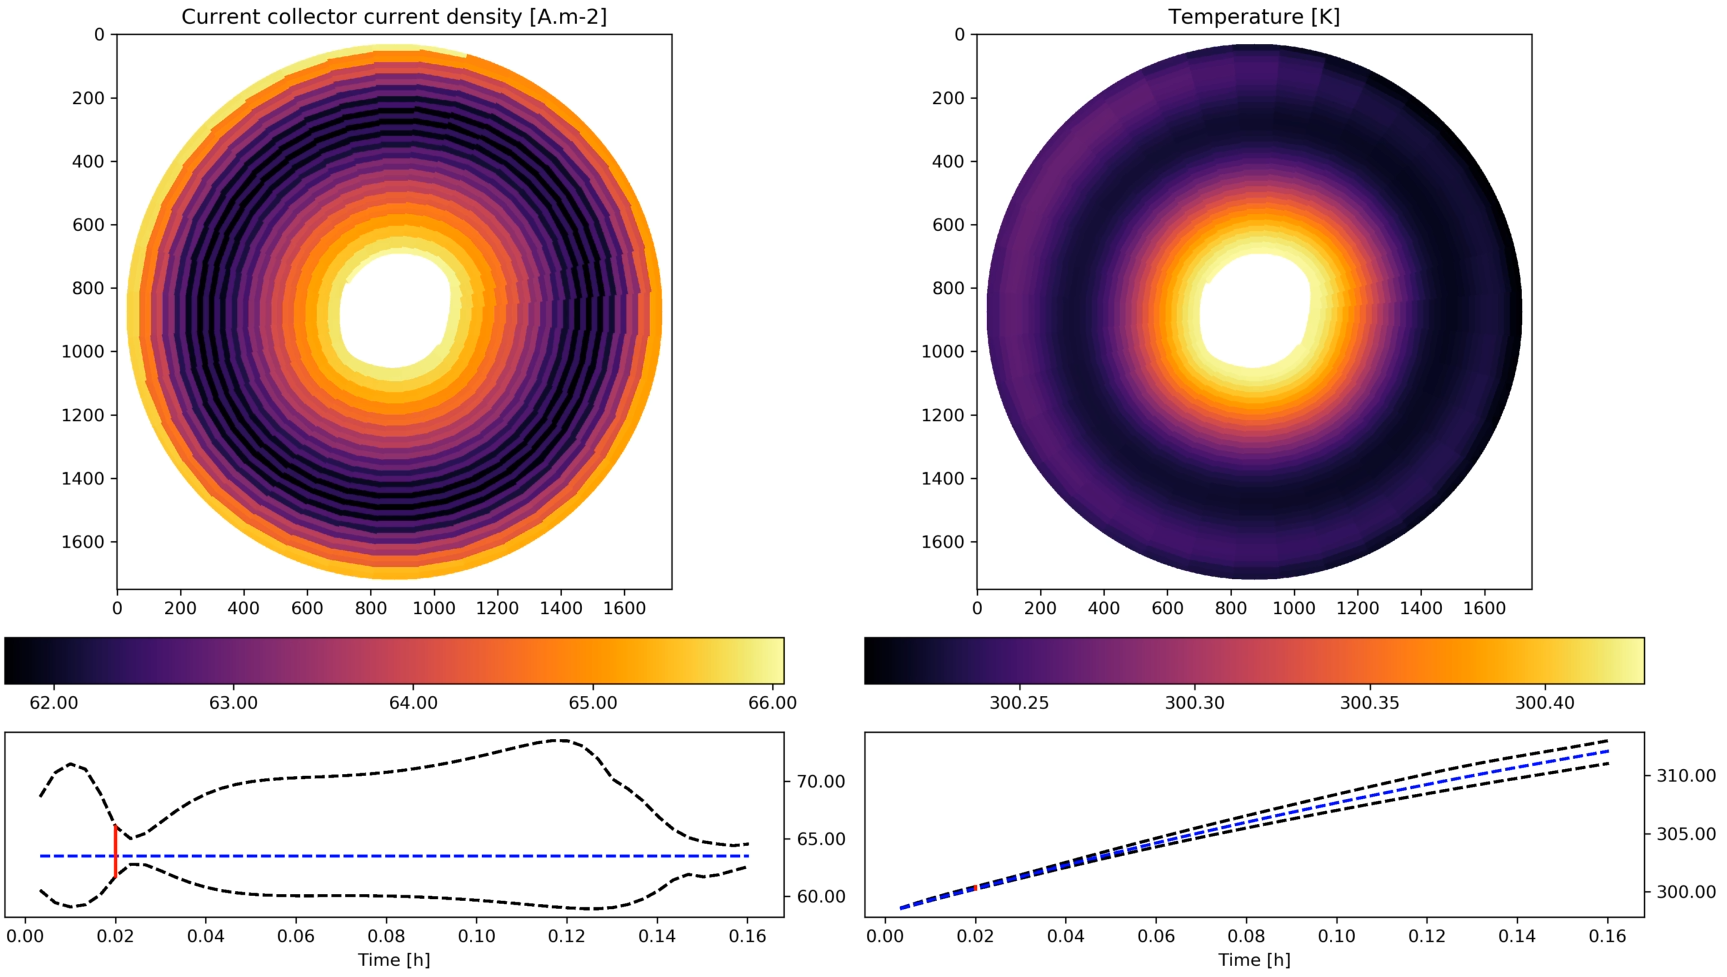 Current collector current density [A.m-2]
0
200
400
600
800
1000
1200
1400
1600
0 200 400 600 800 1000 1200 1400 1600
62.00 63.00 64.00 65.00 66.00
70.00
65.00
60.00
0.00 0.02 0.04 0.06 0.08 0.10 0.12 0.14 0.16
Time [h]
Temperature [K]
0
200
400
600
800
1000
1200
1400
1600
0 200 400 600 800 1000 1200 1400 1600
300.25 300.30 300.35 300.40
310.00
305.00
300.00
0.00 0.02 0.04 0.06 0.08 0.10 0.12 0.14 0.16
Time [h]